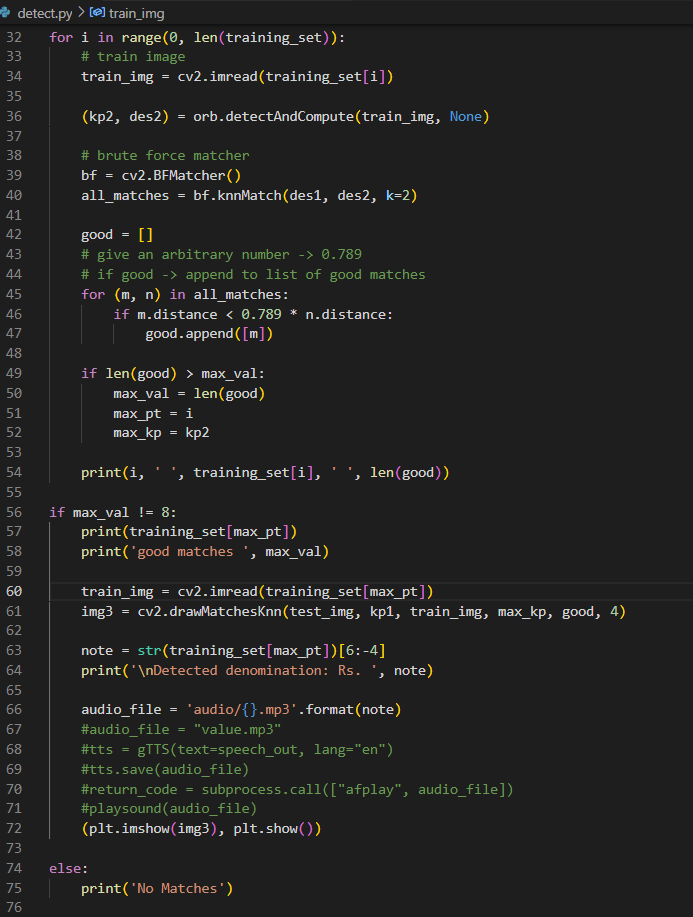 detect.py > train_img
32 for i in range(0, len(training_set)):
33     # train image
34     train_img = cv2.imread(training_set[i])
35
36     (kp2, des2) = orb.detectAndCompute(train_img, None)
37
38     # brute force matcher
39     bf = cv2.BFMatcher()
40     all_matches = bf.knnMatch(des1, des2, k=2)
41
42     good = []
43     # give an arbitrary number -> 0.789
44     # if good -> append to list of good matches
45     for (m, n) in all_matches:
46         if m.distance < 0.789 * n.distance:
47             good.append([m])
48
49     if len(good) > max_val:
50         max_val = len(good)
51         max_pt = i
52         max_kp = kp2
53
54     print(i, ' ', training_set[i], ' ', len(good))
55
56 if max_val != 8:
57     print(training_set[max_pt])
58     print('good matches ', max_val)
59
60     train_img = cv2.imread(training_set[max_pt])
61     img3 = cv2.drawMatchesKnn(test_img, kp1, train_img, max_kp, good, 4)
62
63     note = str(training_set[max_pt])[6:-4]
64     print('\nDetected denomination: Rs. ', note)
65
66     audio_file = 'audio/{}.mp3'.format(note)
67     #audio_file = "value.mp3"
68     #tts = gTTS(text=speech_out, lang="en")
69     #tts.save(audio_file)
70     #return_code = subprocess.call(["afplay", audio_file])
71     #playsound(audio_file)
72     (plt.imshow(img3), plt.show())
73
74 else:
75     print('No Matches')
76